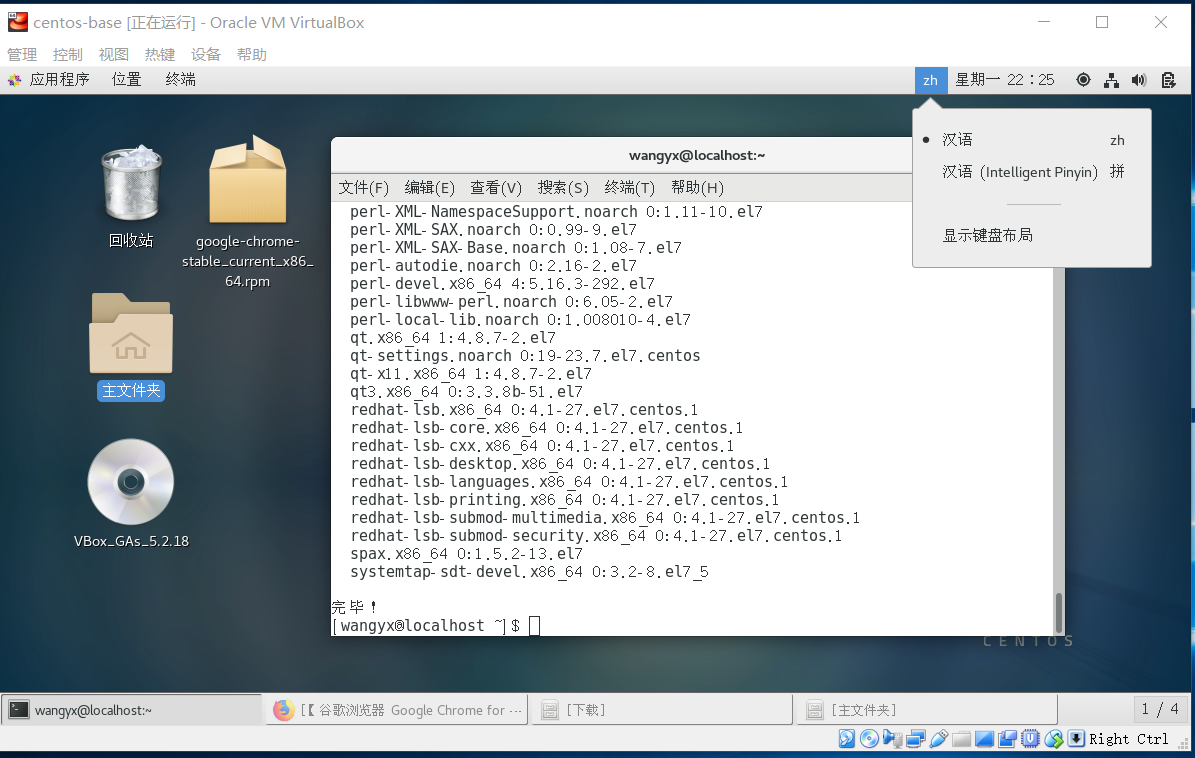 centos-base [正在运行] - Oracle VM VirtualBox
管理 控制 视图 热键 设备 帮助
应用程序 位置 终端 zh 星期一 22：25
汉语 zh
汉语 (Intelligent Pinyin) 拼
显示键盘布局
回收站
google-chrome-
stable_current_x86_
64.rpm
主文件夹
VBox_GAs_5.2.18
wangyx@localhost:~
文件(F) 编辑(E) 查看(V) 搜索(S) 终端(T) 帮助(H)
perl-XML-NamespaceSupport.noarch 0:1.11-10.el7
perl-XML-SAX.noarch 0:0.99-9.el7
perl-XML-SAX-Base.noarch 0:1.08-7.el7
perl-autodie.noarch 0:2.16-2.el7
perl-devel.x86_64 4:5.16.3-292.el7
perl-libwww-perl.noarch 0:6.05-2.el7
perl-local-lib.noarch 0:1.008010-4.el7
qt.x86_64 1:4.8.7-2.el7
qt-settings.noarch 0:19-23.7.el7.centos
qt-x11.x86_64 1:4.8.7-2.el7
qt3.x86_64 0:3.3.8b-51.el7
redhat-lsb.x86_64 0:4.1-27.el7.centos.1
redhat-lsb-core.x86_64 0:4.1-27.el7.centos.1
redhat-lsb-cxx.x86_64 0:4.1-27.el7.centos.1
redhat-lsb-desktop.x86_64 0:4.1-27.el7.centos.1
redhat-lsb-languages.x86_64 0:4.1-27.el7.centos.1
redhat-lsb-printing.x86_64 0:4.1-27.el7.centos.1
redhat-lsb-submod-multimedia.x86_64 0:4.1-27.el7.centos.1
redhat-lsb-submod-security.x86_64 0:4.1-27.el7.centos.1
spax.x86_64 0:1.5.2-13.el7
systemtap-sdt-devel.x86_64 0:3.2-8.el7_5
完毕！
[wangyx@localhost ~]$
CENTOS
wangyx@localhost:~ [【 谷歌浏览器 Google Chrome for ··· [下载] [主文件夹] 1 / 4
Right Ctrl